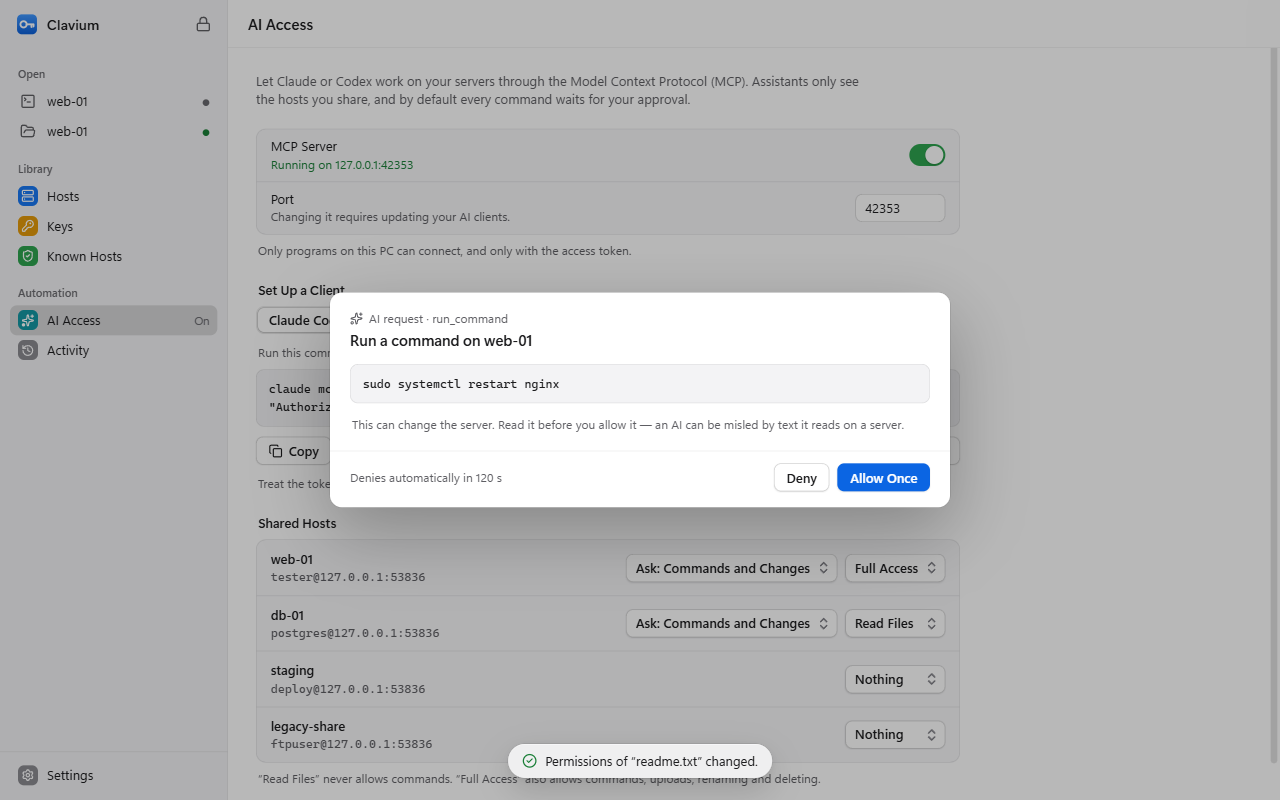 Clavium
AI Access
Open
web-01
web-01
Library
Hosts
Keys
Known Hosts
Automation
AI Access On
Activity
Settings
Let Claude or Codex work on your servers through the Model Context Protocol (MCP). Assistants only see
the hosts you share, and by default every command waits for your approval.
MCP Server
Running on 127.0.0.1:42353
Port
Changing it requires updating your AI clients.
42353
Only programs on this PC can connect, and only with the access token.
Set Up a Client
Claude Co
Run this com
claude mc
"Authoriz
Copy
Treat the toke
AI request · run_command
Run a command on web-01
sudo systemctl restart nginx
This can change the server. Read it before you allow it — an AI can be misled by text it reads on a server.
Denies automatically in 120 s
Deny
Allow Once
Shared Hosts
web-01
tester@127.0.0.1:53836
Ask: Commands and Changes
Full Access
db-01
postgres@127.0.0.1:53836
Ask: Commands and Changes
Read Files
staging
deploy@127.0.0.1:53836
Nothing
legacy-share
ftpuser@127.0.0.1:53836
Nothing
Permissions of “readme.txt” changed.
“Read Files” never allows commands. “Full Access” also allows commands, uploads, renaming and deleting.